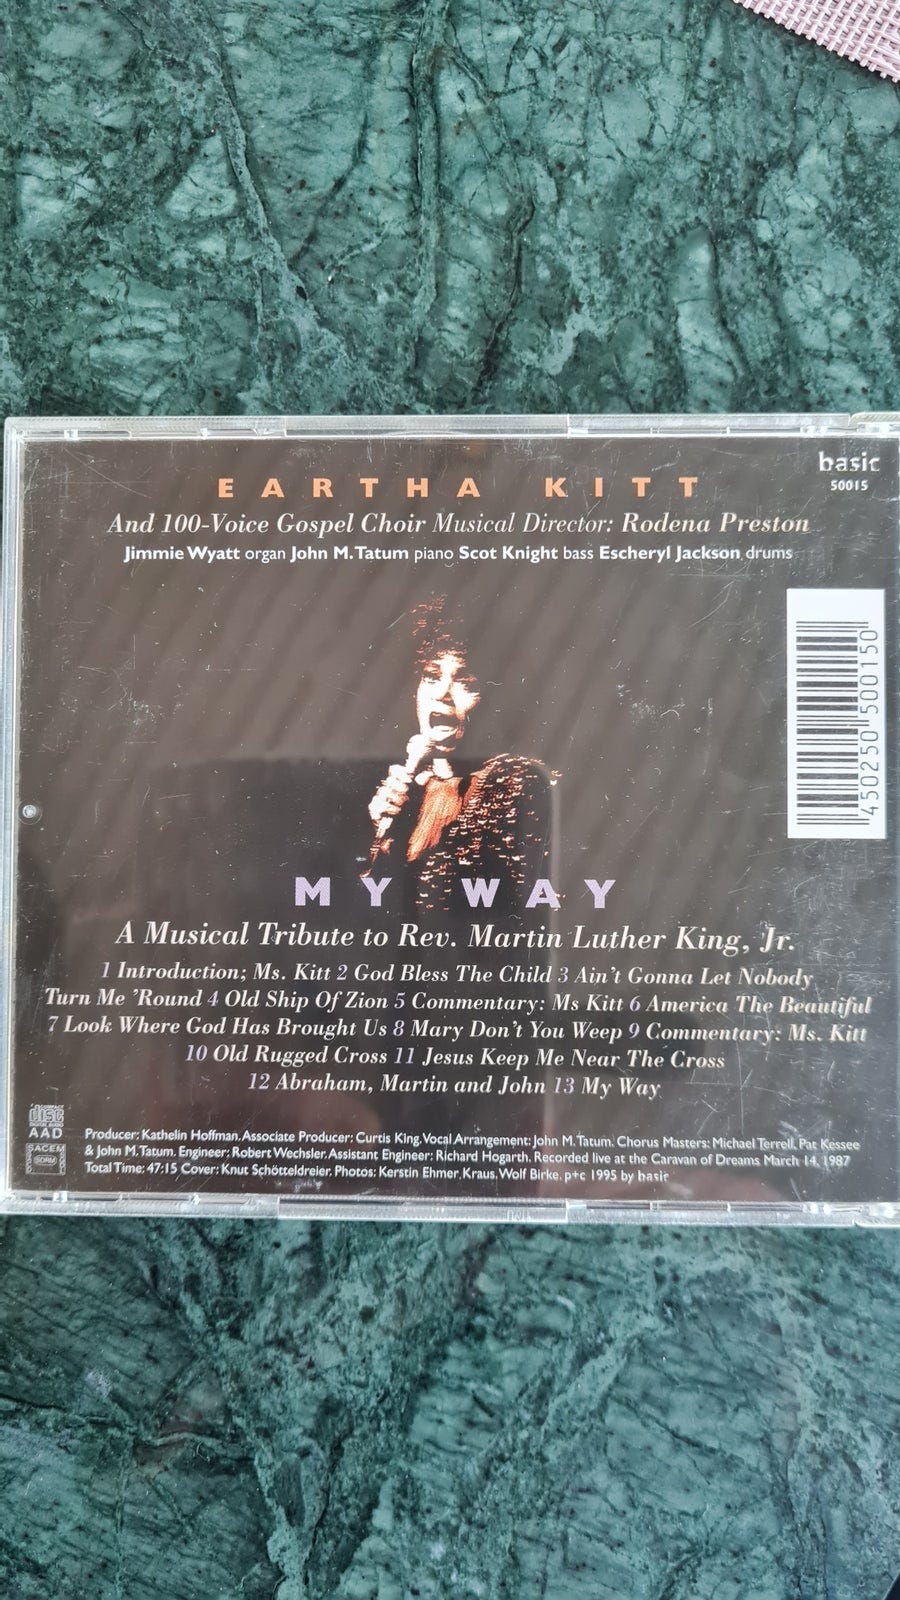 EARTHA KITT
basic
50015
And 100-Voice Gospel Choir Musical Director: Rodena Preston
Jimmie Wyatt organ John M. Tatum piano Scot Knight bass Escheryl Jackson drums
4 50250 500150
MY WAY
A Musical Tribute to Rev. Martin Luther King, Jr.
1 Introduction; Ms. Kitt 2 God Bless The Child 3 Ain't Gonna Let Nobody
Turn Me 'Round 4 Old Ship Of Zion 5 Commentary: Ms Kitt 6 America The Beautiful
7 Look Where God Has Brought Us 8 Mary Don't You Weep 9 Commentary: Ms. Kitt
10 Old Rugged Cross 11 Jesus Keep Me Near The Cross
12 Abraham, Martin and John 13 My Way
COMPACT
disc
DIGITAL AUDIO
AAD
SACEM
SDRM
Producer: Kathelin Hoffman. Associate Producer: Curtis King. Vocal Arrangement: John M. Tatum. Chorus Masters: Michael Terrell, Pat Kessee
& John M. Tatum. Engineer: Robert Wechsler. Assistant Engineer: Richard Hogarth. Recorded live at the Caravan of Dreams March 14, 1987
Total Time: 47:15 Cover: Knut Schötteldreier. Photos: Kerstin Ehmer, Kraus, Wolf Birke. p+c 1995 by basic